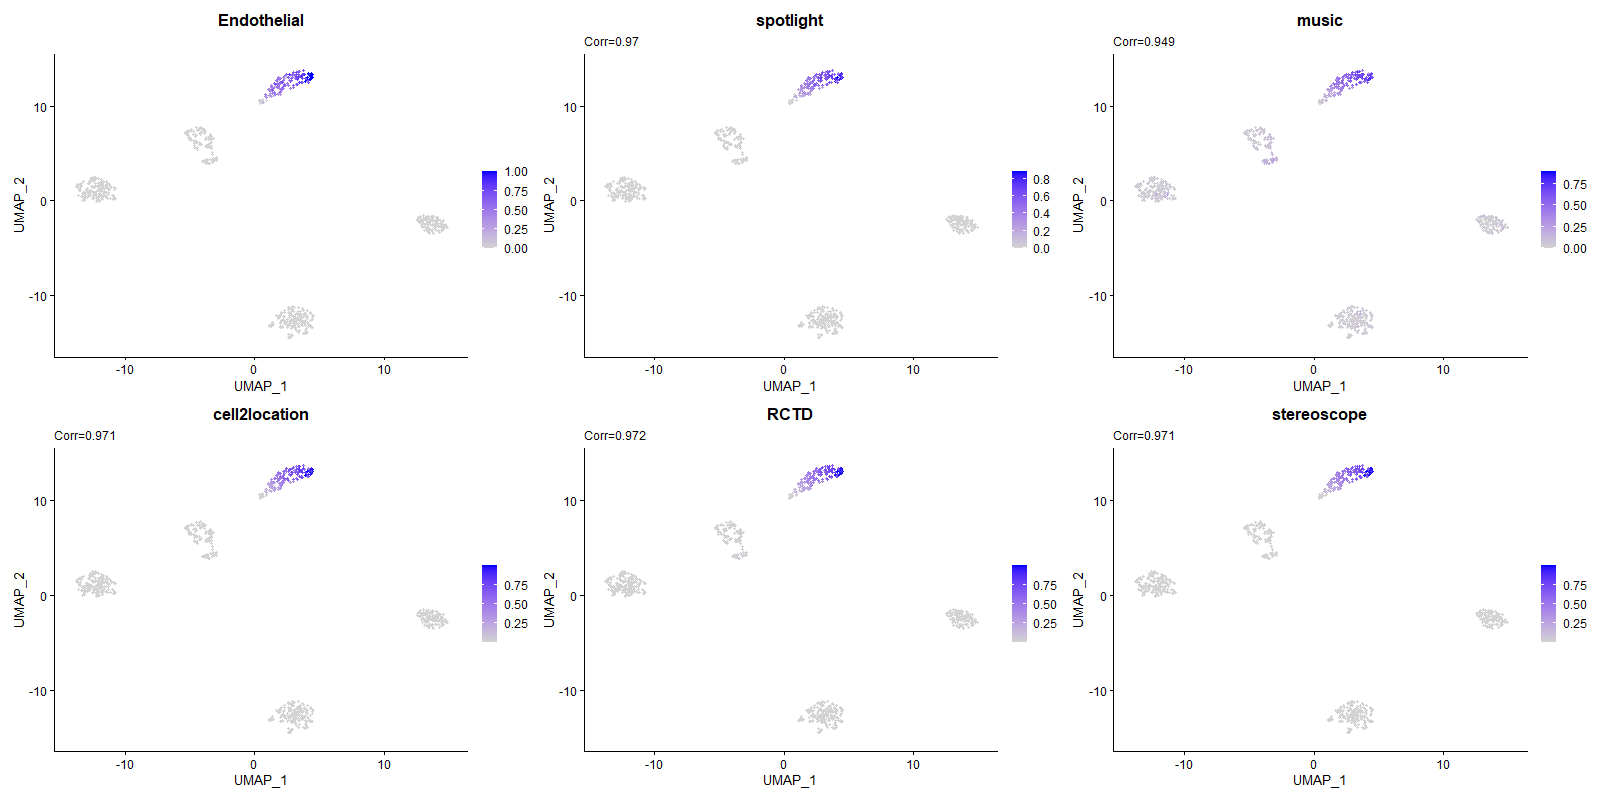 Endothelial
UMAP_2
10
0
-10
-10
0
10
UMAP_1
1.00
0.75
0.50
0.25
0.00
spotlight
Corr=0.97
UMAP_2
10
0
-10
-10
0
10
UMAP_1
0.8
0.6
0.4
0.2
0.0
music
Corr=0.949
UMAP_2
10
0
-10
-10
0
10
UMAP_1
0.75
0.50
0.25
0.00
cell2location
Corr=0.971
UMAP_2
10
0
-10
-10
0
10
UMAP_1
0.75
0.50
0.25
RCTD
Corr=0.972
UMAP_2
10
0
-10
-10
0
10
UMAP_1
0.75
0.50
0.25
stereoscope
Corr=0.971
UMAP_2
10
0
-10
-10
0
10
UMAP_1
0.75
0.50
0.25